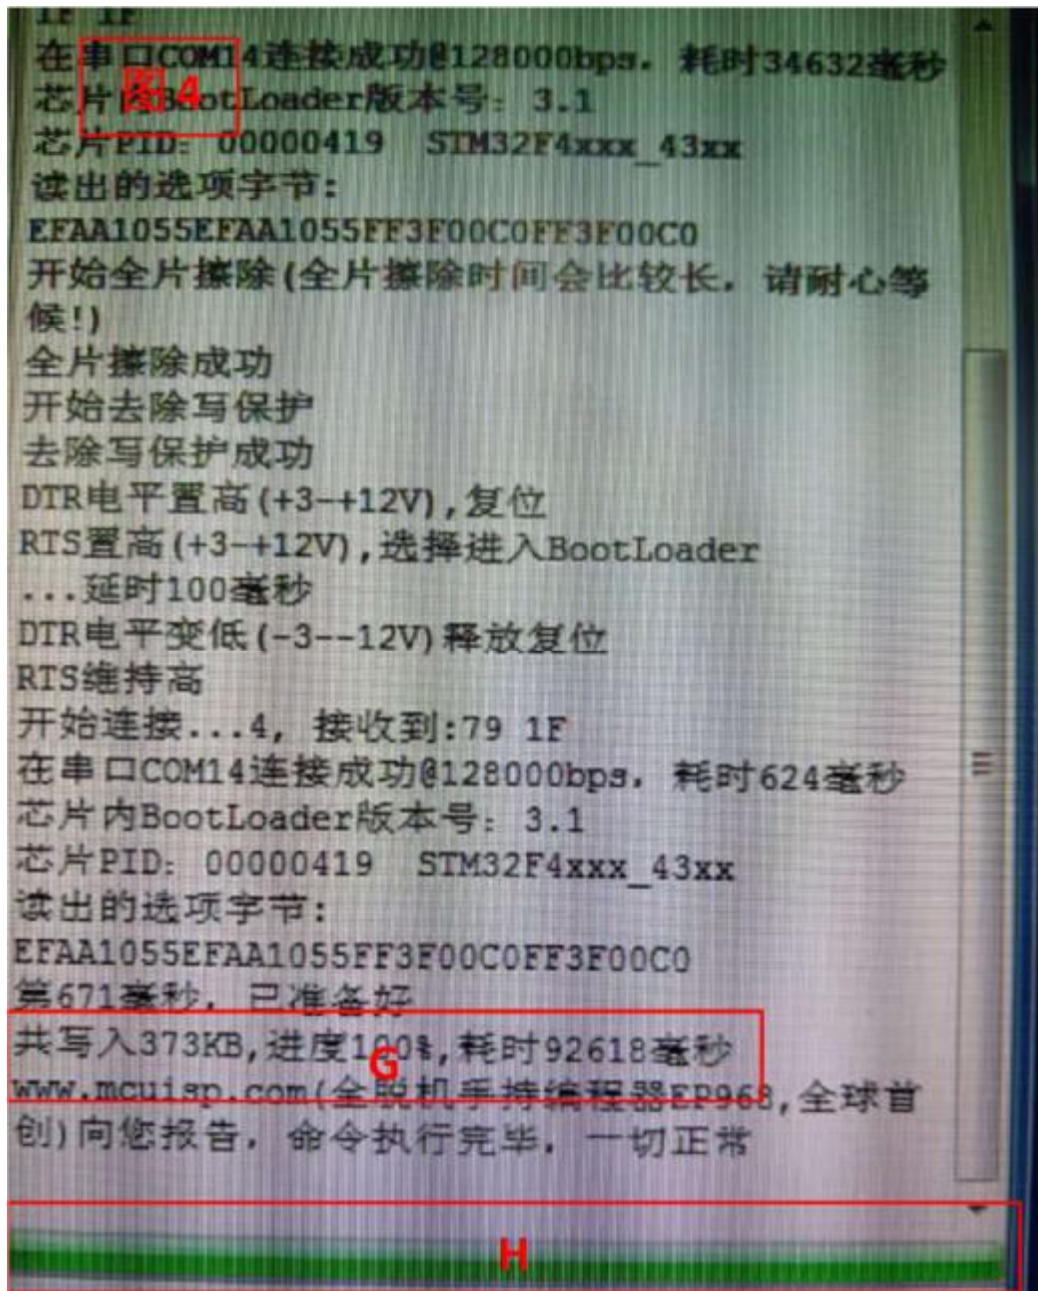 1F 1F
在串口COM14连接成功@128000bps, 耗时34632毫秒
图4
芯片内BootLoader版本号: 3.1
芯片PID: 00000419 STM32F4xxx_43xx
读出的选项字节:
EFAA1055EFAA1055FF3F00C0FF3F00C0
开始全片擦除(全片擦除时间会比较长, 请耐心等
候!)
全片擦除成功
开始去除写保护
去除写保护成功
DTR电平置高(+3-+12V),复位
RTS置高(+3-+12V),选择进入BootLoader
...延时100毫秒
DTR电平变低(-3--12V)释放复位
RTS维持高
开始连接...4, 接收到:79 1F
在串口COM14连接成功@128000bps, 耗时624毫秒
芯片内BootLoader版本号: 3.1
芯片PID: 00000419 STM32F4xxx_43xx
读出的选项字节:
EFAA1055EFAA1055FF3F00C0FF3F00C0
第671毫秒, 已准备好
共写入373KB,进度100%,耗时92618毫秒
G
www.mcuisp.com(全脱机手持编程器EP968,全球首
创)向您报告, 命令执行完毕, 一切正常
H